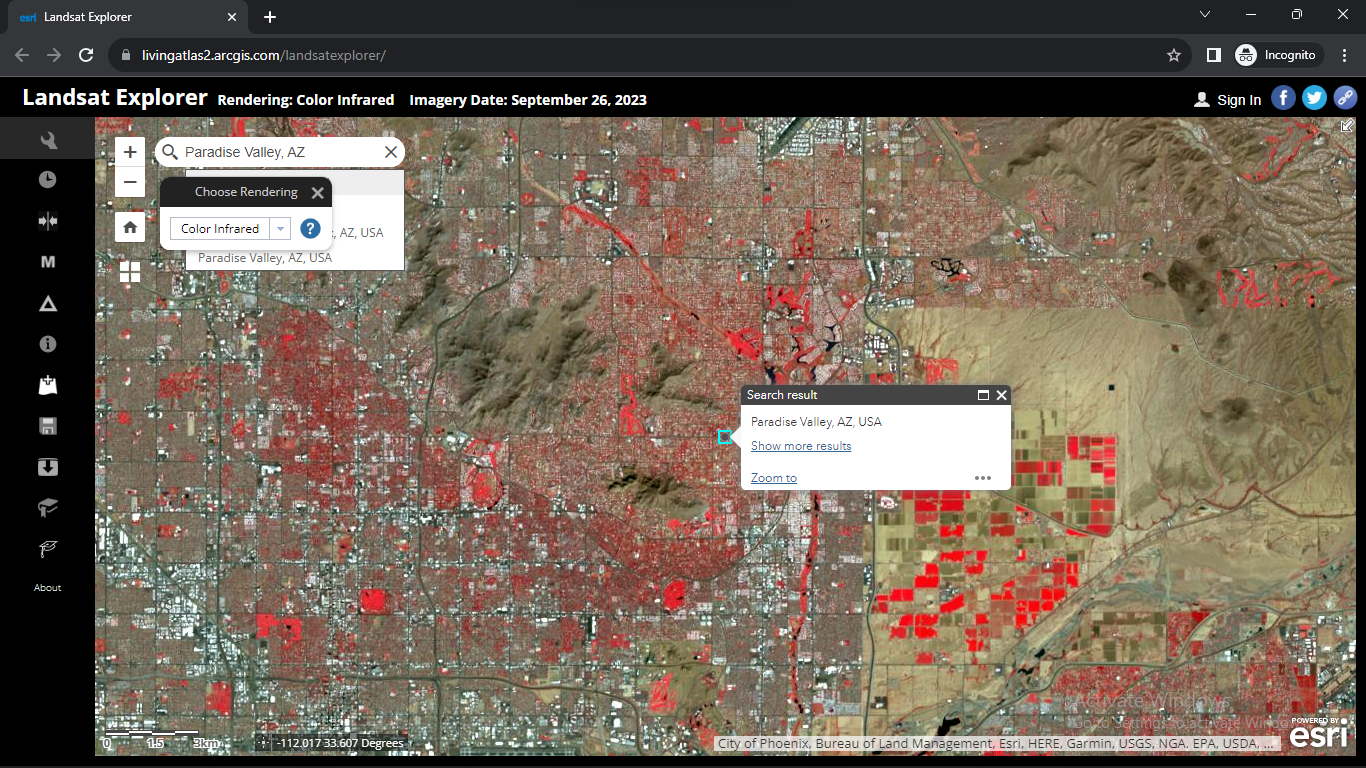 esri Landsat Explorer
livingatlas2.arcgis.com/landsatexplorer/
Incognito
Landsat Explorer Rendering: Color Infrared Imagery Date: September 26, 2023
Sign In
+
Paradise Valley, AZ
−
Choose Rendering
Color Infrared
?
, AZ, USA
Paradise Valley, AZ, USA
M
Search result
Paradise Valley, AZ, USA
Show more results
Zoom to
About
Activate Windows
Go to Settings to activate Windo
0 1.5 3km
-112.017 33.607 Degrees
City of Phoenix, Bureau of Land Management, Esri, HERE, Garmin, USGS, NGA, EPA, USDA, ...
POWERED BY
esri